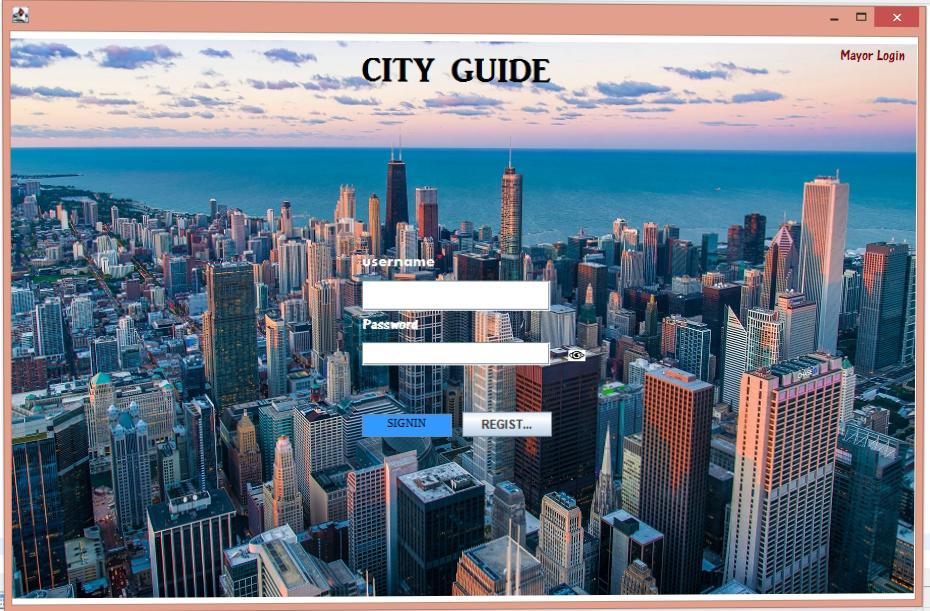 CITY GUIDE
Mayor Login
username
Password
SIGNIN
REGIST...